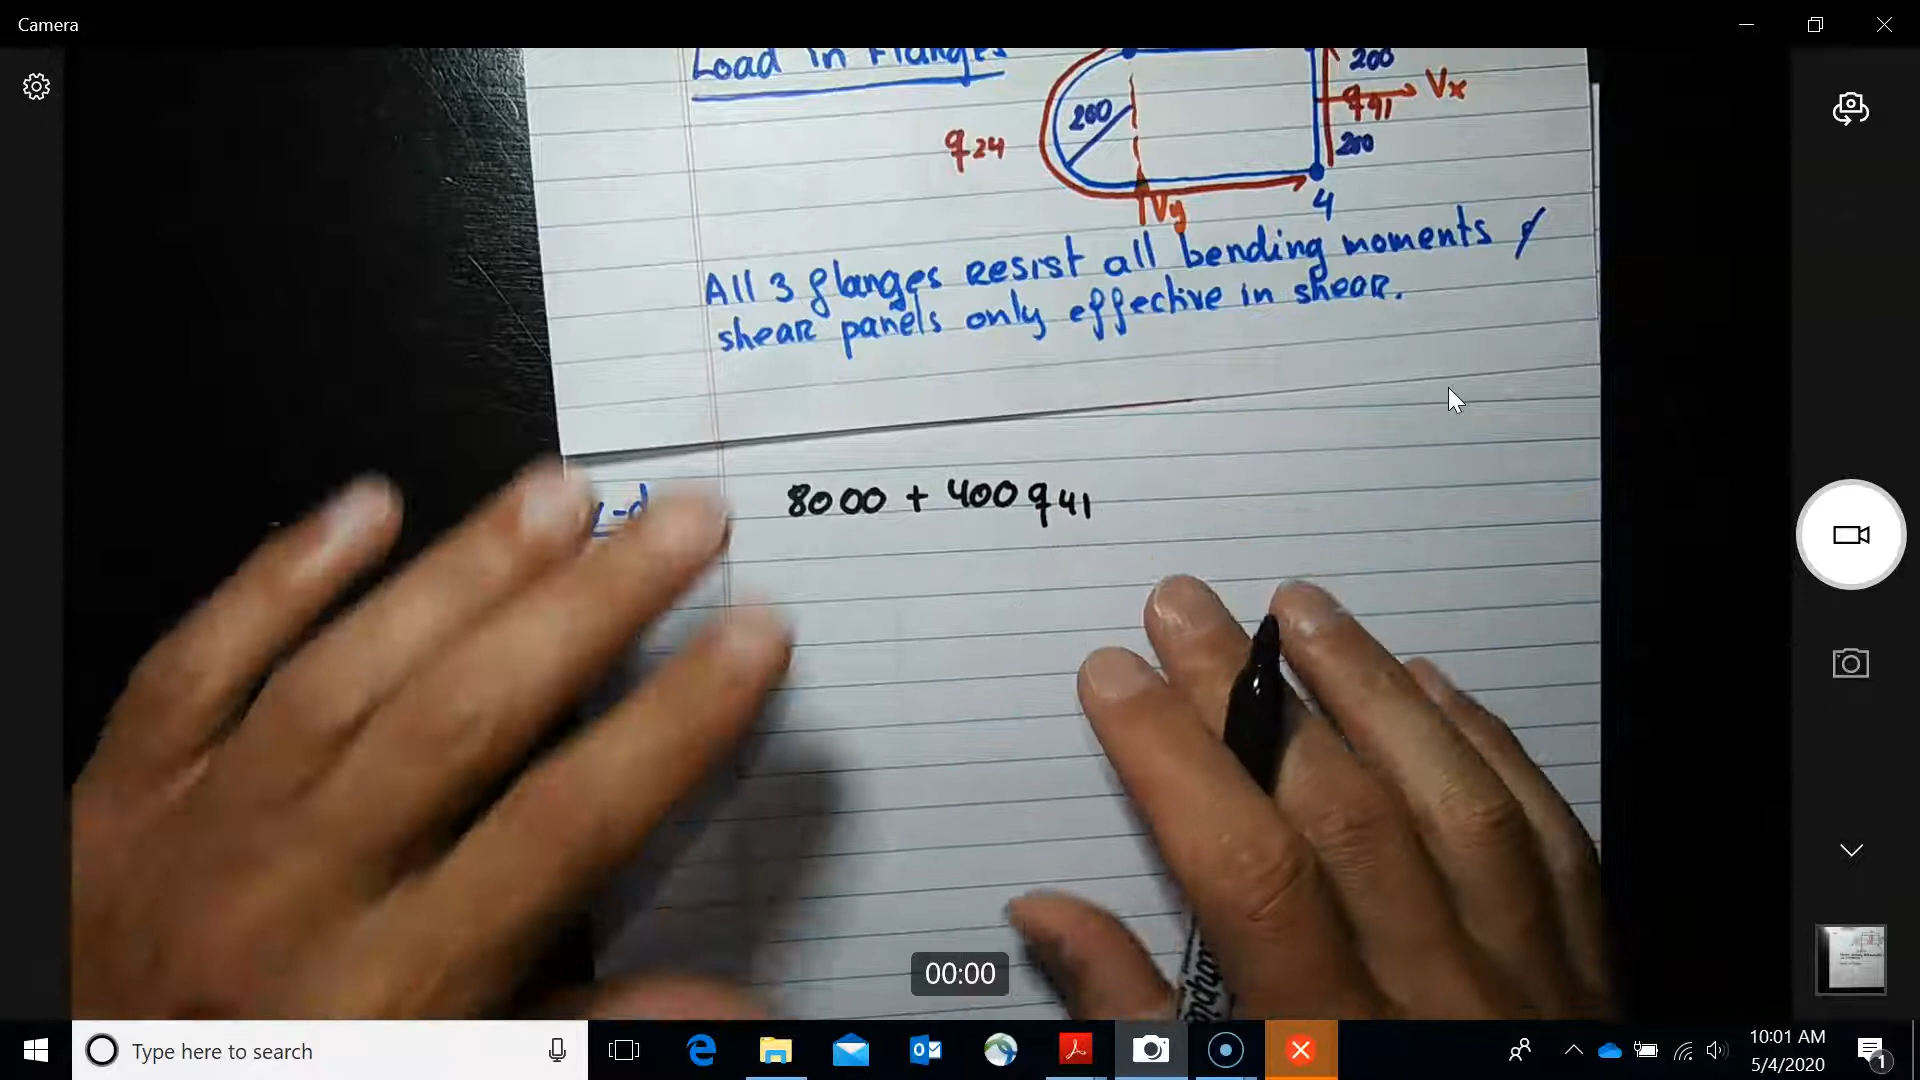 Camera
Load in Flanges
200
Vx
q41
200
200
q24
4
Vy
All 3 flanges resist all bending moments &
shear panels only effective in shear.
8000 + 400 q41
00:00
Type here to search
10:01 AM
5/4/2020
1